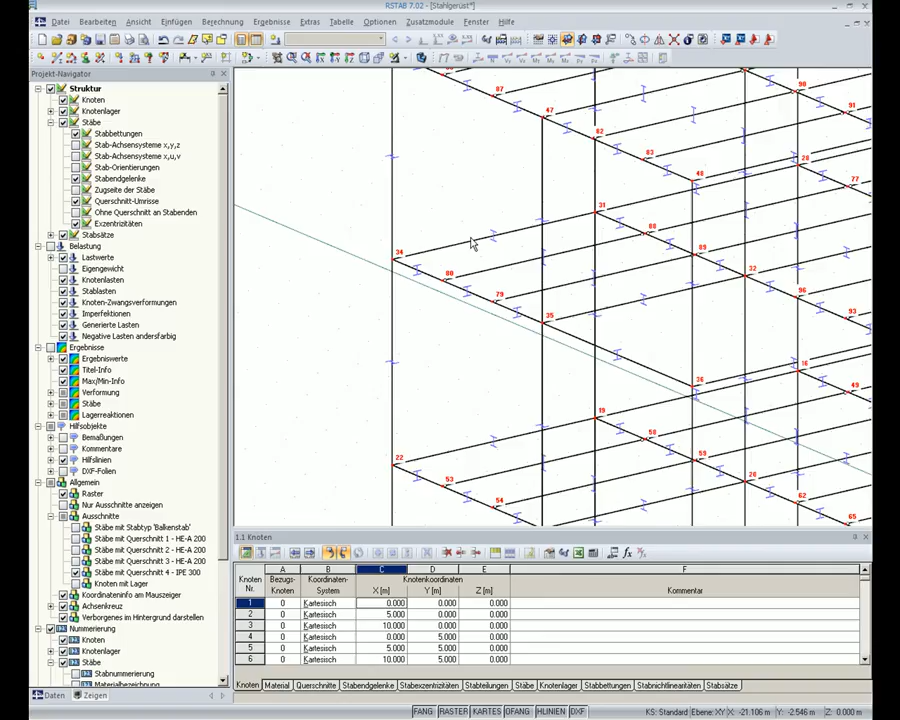 RSTAB 7.02 - [Stahlgerüst*]
Datei Bearbeiten Ansicht Einfügen Berechnung Ergebnisse Extras Tabelle Optionen Zusatzmodule Fenster Hilfe
Projekt-Navigator
Struktur
Knoten
Knotenlager
Stäbe
Stabbettungen
Stab-Achsensysteme x,y,z
Stab-Achsensysteme x,u,v
Stab-Orientierungen
Stabendgelenke
Zugseite der Stäbe
Querschnitt-Umrisse
Ohne Querschnitt an Stabenden
Exzentrizitäten
Stabsätze
Belastung
Lastwerte
Eigengewicht
Knotenlasten
Stablasten
Knoten-Zwangsverformungen
Imperfektionen
Generierte Lasten
Negative Lasten andersfarbig
Ergebnisse
Ergebniswerte
Titel-Info
Max/Min-Info
Verformung
Stäbe
Lagerreaktionen
Hilfsobjekte
Bemaßungen
Kommentare
Hilfslinien
DXF-Folien
Allgemein
Raster
Nur Ausschnitte anzeigen
Ausschnitte
Stäbe mit Stabtyp 'Balkenstab'
Stäbe mit Querschnitt 1 - HE-A 200
Stäbe mit Querschnitt 2 - HE-A 200
Stäbe mit Querschnitt 3 - HE-A 200
Stäbe mit Querschnitt 4 - IPE 300
Knoten mit Lager
Koordinateninfo am Mauszeiger
Achsenkreuz
Verborgenes im Hintergrund darstellen
Nummerierung
Knoten
Knotenlager
Stäbe
Stabnummerierung
Materialbezeichnung
Daten Zeigen
87 47 82 83 48 90 91 28 77
31 88 89 32 96 93
34 80 79 35 36 16 49
19 58 59 20 62 65
22 53 54
1.1 Knoten
A B C D E F
Knoten Nr. Bezugs-Knoten Koordinaten-System Knotenkoordinaten X [m] Y [m] Z [m] Kommentar
1 0 Kartesisch 0.000 0.000 0.000
2 0 Kartesisch 5.000 0.000 0.000
3 0 Kartesisch 10.000 0.000 0.000
4 0 Kartesisch 0.000 5.000 0.000
5 0 Kartesisch 5.000 5.000 0.000
6 0 Kartesisch 10.000 5.000 0.000
Knoten Material Querschnitte Stabendgelenke Stabexzentrizitäten Stabteilungen Stäbe Knotenlager Stabbettungen Stabnichtlinearitäten Stabsätze
FANG RASTER KARTES OFANG HLINIEN DXF KS: Standard Ebene: XY X: -21.106 m Y: -2.546 m Z: 0.000 m